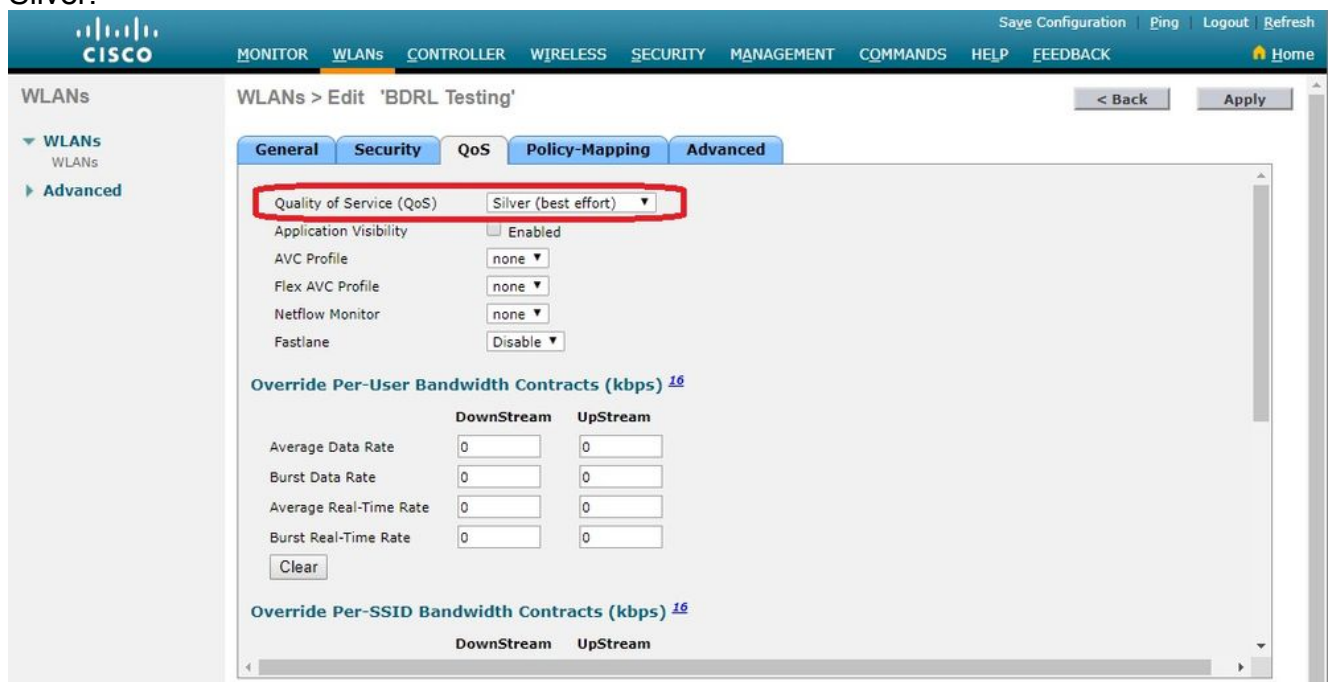 Silver.
Save Configuration Ping Logout Refresh
CISCO MONITOR WLANs CONTROLLER WIRELESS SECURITY MANAGEMENT COMMANDS HELP FEEDBACK Home
WLANs
WLANs
WLANs
Advanced
WLANs > Edit 'BDRL Testing'
< Back Apply
General Security QoS Policy-Mapping Advanced
Quality of Service (QoS) Silver (best effort)
Application Visibility Enabled
AVC Profile none
Flex AVC Profile none
Netflow Monitor none
Fastlane Disable
Override Per-User Bandwidth Contracts (kbps) 16
DownStream UpStream
Average Data Rate 0 0
Burst Data Rate 0 0
Average Real-Time Rate 0 0
Burst Real-Time Rate 0 0
Clear
Override Per-SSID Bandwidth Contracts (kbps) 16
DownStream UpStream